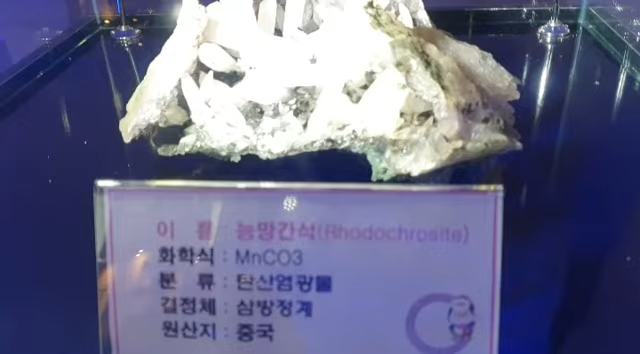 이 름 : 능망간석(Rhodochrosite)
화학식 : MnCO3
분 류 : 탄산염광물
결정체 : 삼방정계
원산지 : 중국